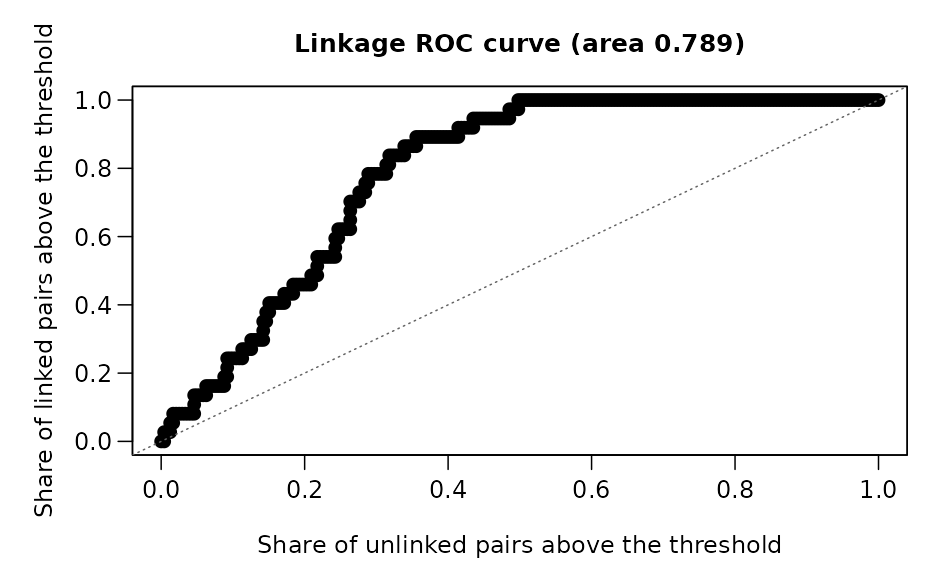 Linkage ROC curve (area 0.789)
Share of linked pairs above the threshold
1.0
0.8
0.6
0.4
0.2
0.0
0.0 0.2 0.4 0.6 0.8 1.0
Share of unlinked pairs above the threshold